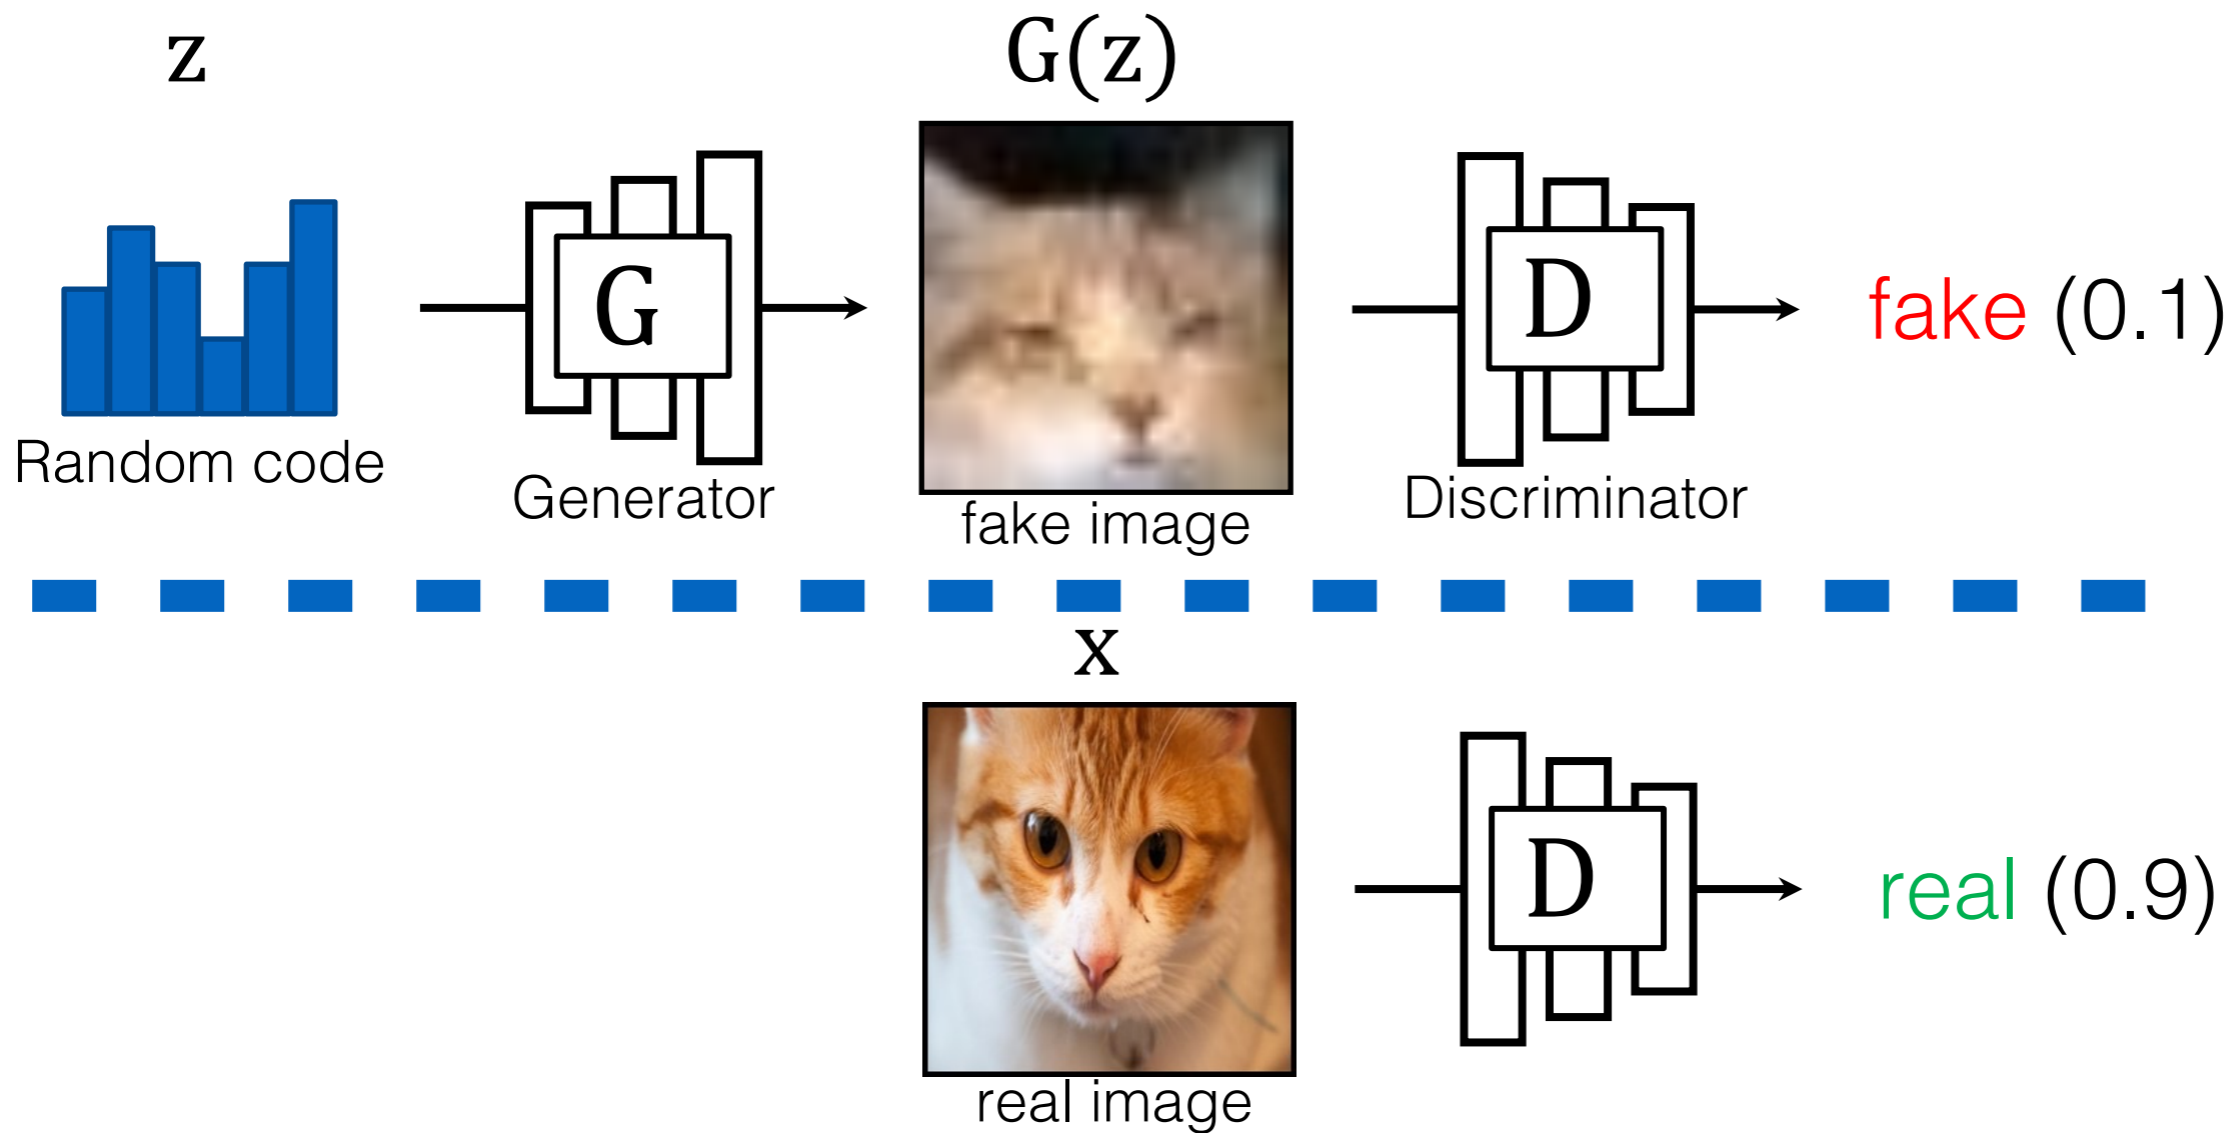 z
G(z)
G
D
fake (0.1)
Random code
Generator
fake image
Discriminator
x
D
real (0.9)
real image